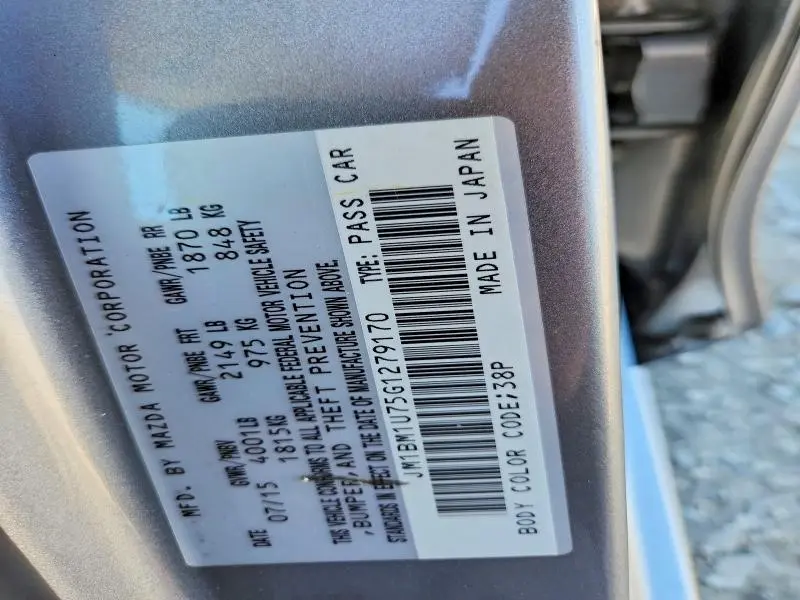 MFD. BY MAZDA MOTOR CORPORATION
DATE GVWR/PNBV GAWR/PNBE FRT GAWR/PNBE RR
07/15 4001LB 2149 LB 1870 LB
1815KG 975 KG 848 KG
THIS VEHICLE CONFORMS TO ALL APPLICABLE FEDERAL MOTOR VEHICLE SAFETY
,BUMPER,AND THEFT PREVENTION
STANDARDS IN EFFECT ON THE DATE OF MANUFACTURE SHOWN ABOVE.
JM1BM1U75G1279170 TYPE: PASS CAR
BODY COLOR CODE;38P MADE IN JAPAN